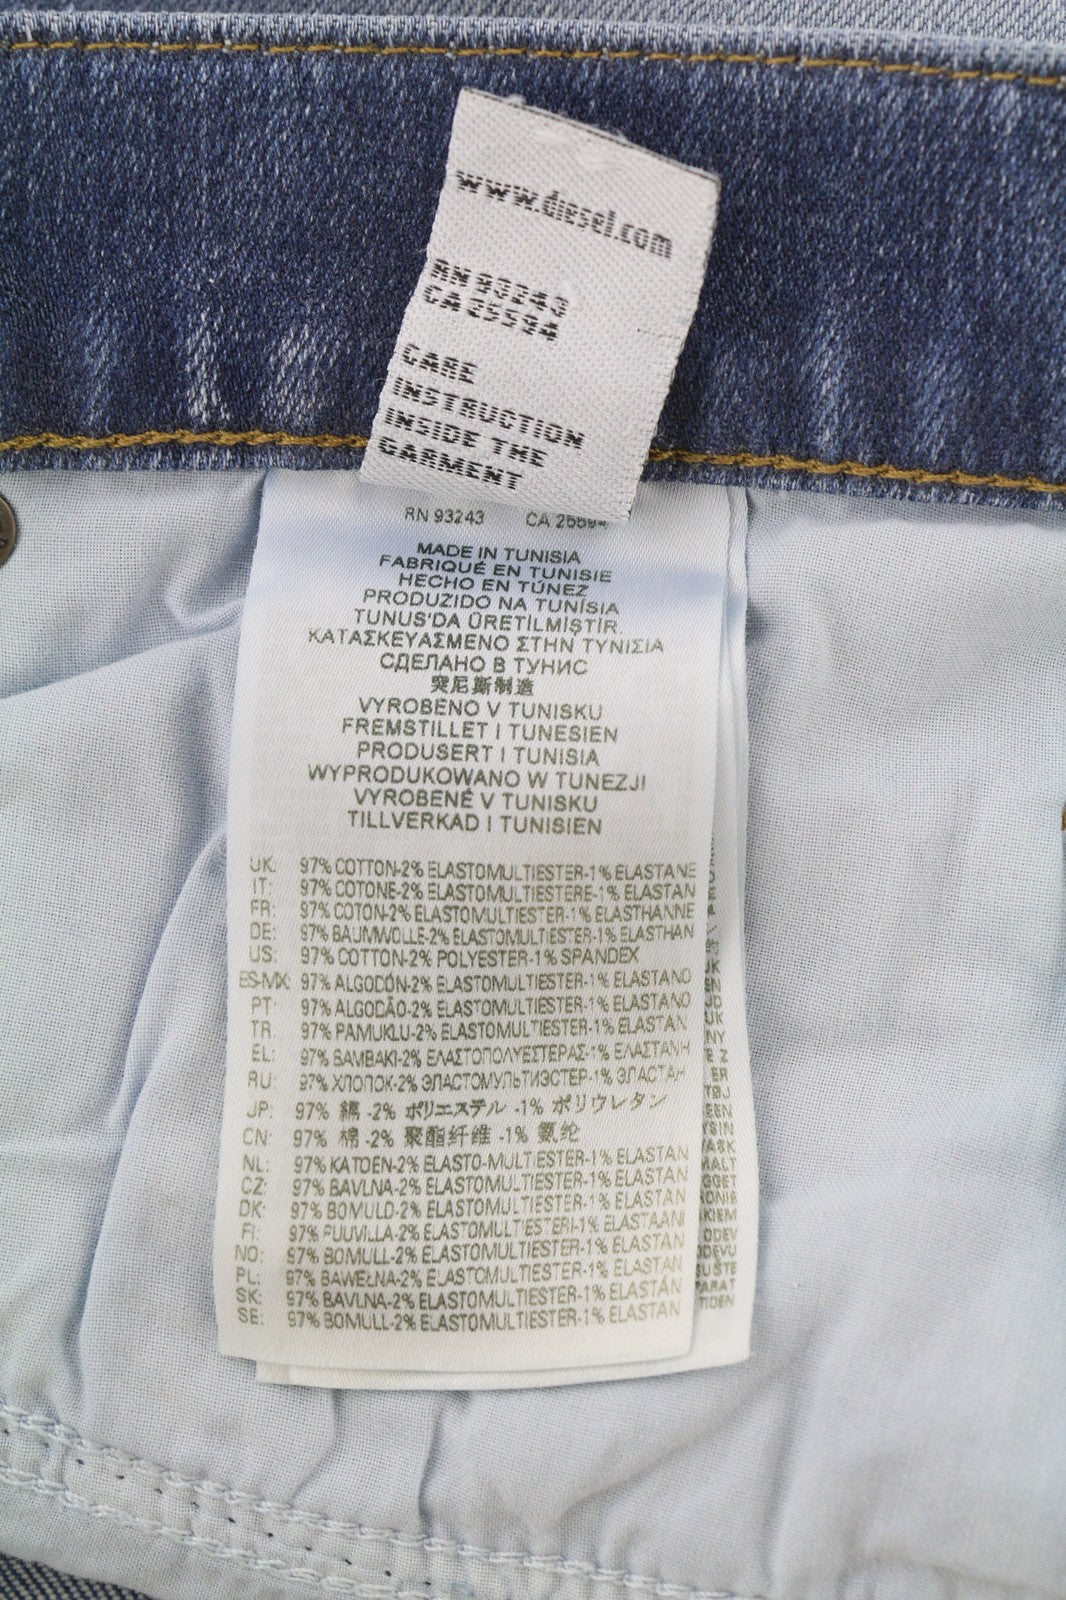 www.diesel.com
RN 93243
CA 25594
CARE
INSTRUCTION
INSIDE THE
GARMENT
RN 93243 CA 25594
MADE IN TUNISIA
FABRIQUÉ EN TUNISIE
HECHO EN TÚNEZ
PRODUZIDO NA TUNÍSIA
TUNUS'DA ÜRETILMİŞTİR
ΚΑΤΑΣΚΕΥΑΣΜΕΝΟ ΣΤΗΝ ΤΥΝΙΣΙΑ
СДЕЛАНО В ТУНИС
突尼斯制造
VYROBENO V TUNISKU
FREMSTILLET I TUNESIEN
PRODUSERT I TUNISIA
WYPRODUKOWANO W TUNEZJI
VYROBENÉ V TUNISKU
TILLVERKAD I TUNISIEN
UK: 97% COTTON-2% ELASTOMULTIESTER-1% ELASTANE
IT: 97% COTONE-2% ELASTOMULTIESTERE-1% ELASTAN
FR: 97% COTON-2% ELASTOMULTIESTER-1% ELASTHANNE
DE: 97% BAUMWOLLE-2% ELASTOMULTIESTER-1% ELASTHAN
US: 97% COTTON-2% POLYESTER-1% SPANDEX
ES-MX: 97% ALGODÓN-2% ELASTOMULTIESTER-1% ELASTANO
PT: 97% ALGODÃO-2% ELASTOMULTIESTER-1% ELASTANO
TR: 97% PAMUKLU-2% ELASTOMULTIESTER-1% ELASTAN
EL: 97% ΒΑΜΒΑΚΙ-2% ΕΛΑΣΤΟΠΟΛΥΕΣΤΕΡΑΣ-1% ΕΛΑΣΤΑΝΗ
RU: 97% ХЛОПОК-2% ЭЛАСТОМУЛЬТИЭСТЕР-1% ЭЛАСТАН
JP: 97% 綿 -2% ポリエステル -1% ポリウレタン
CN: 97% 棉 -2% 聚酯纤维 -1% 氨纶
NL: 97% KATOEN-2% ELASTO-MULTIESTER-1% ELASTAN
CZ: 97% BAVLNA-2% ELASTOMULTIESTER-1% ELASTAN
DK: 97% BOMULD-2% ELASTOMULTIESTER-1% ELASTAN
FI: 97% PUUVILLA-2% ELASTOMULTIESTERI-1% ELASTAANI
NO: 97% BOMULL-2% ELASTOMULTIESTER-1% ELASTAN
PL: 97% BAWEŁNA-2% ELASTOMULTIESTER-1% ELASTAN
SK: 97% BAVLNA-2% ELASTOMULTIESTER-1% ELASTÁN
SE: 97% BOMULL-2% ELASTOMULTIESTER-1% ELASTAN